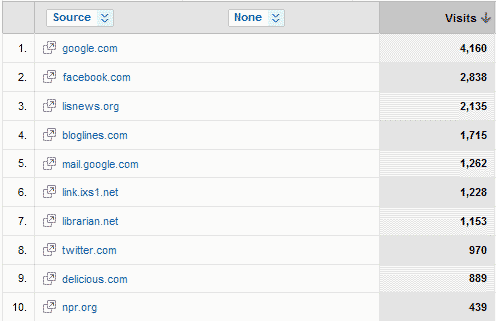 Source None Visits
1. google.com 4,160
2. facebook.com 2,838
3. lisnews.org 2,135
4. bloglines.com 1,715
5. mail.google.com 1,262
6. link.ixs1.net 1,228
7. librarian.net 1,153
8. twitter.com 970
9. delicious.com 889
10. npr.org 439